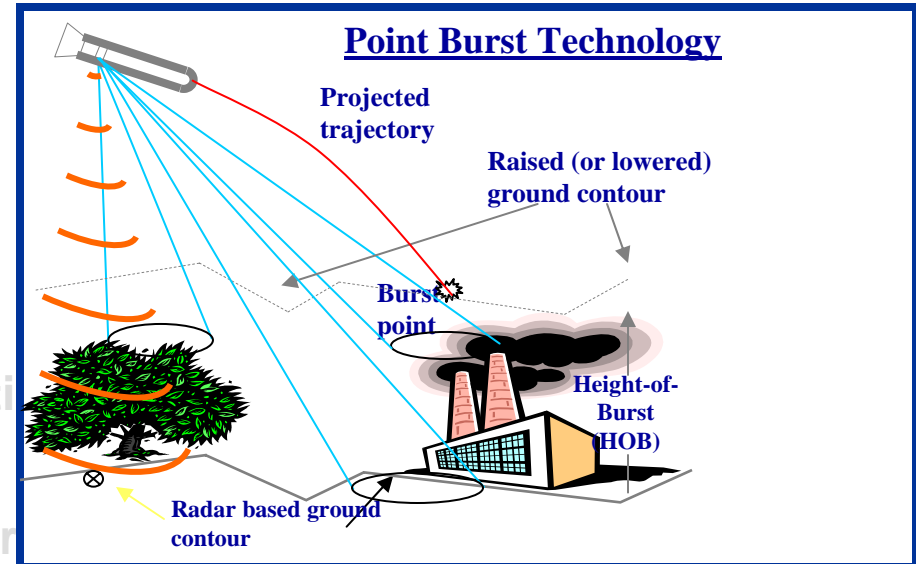 Point Burst Technology
Projected
trajectory
Raised (or lowered)
ground contour
Burst
point
Height-of-
Burst
(HOB)
Radar based ground
contour